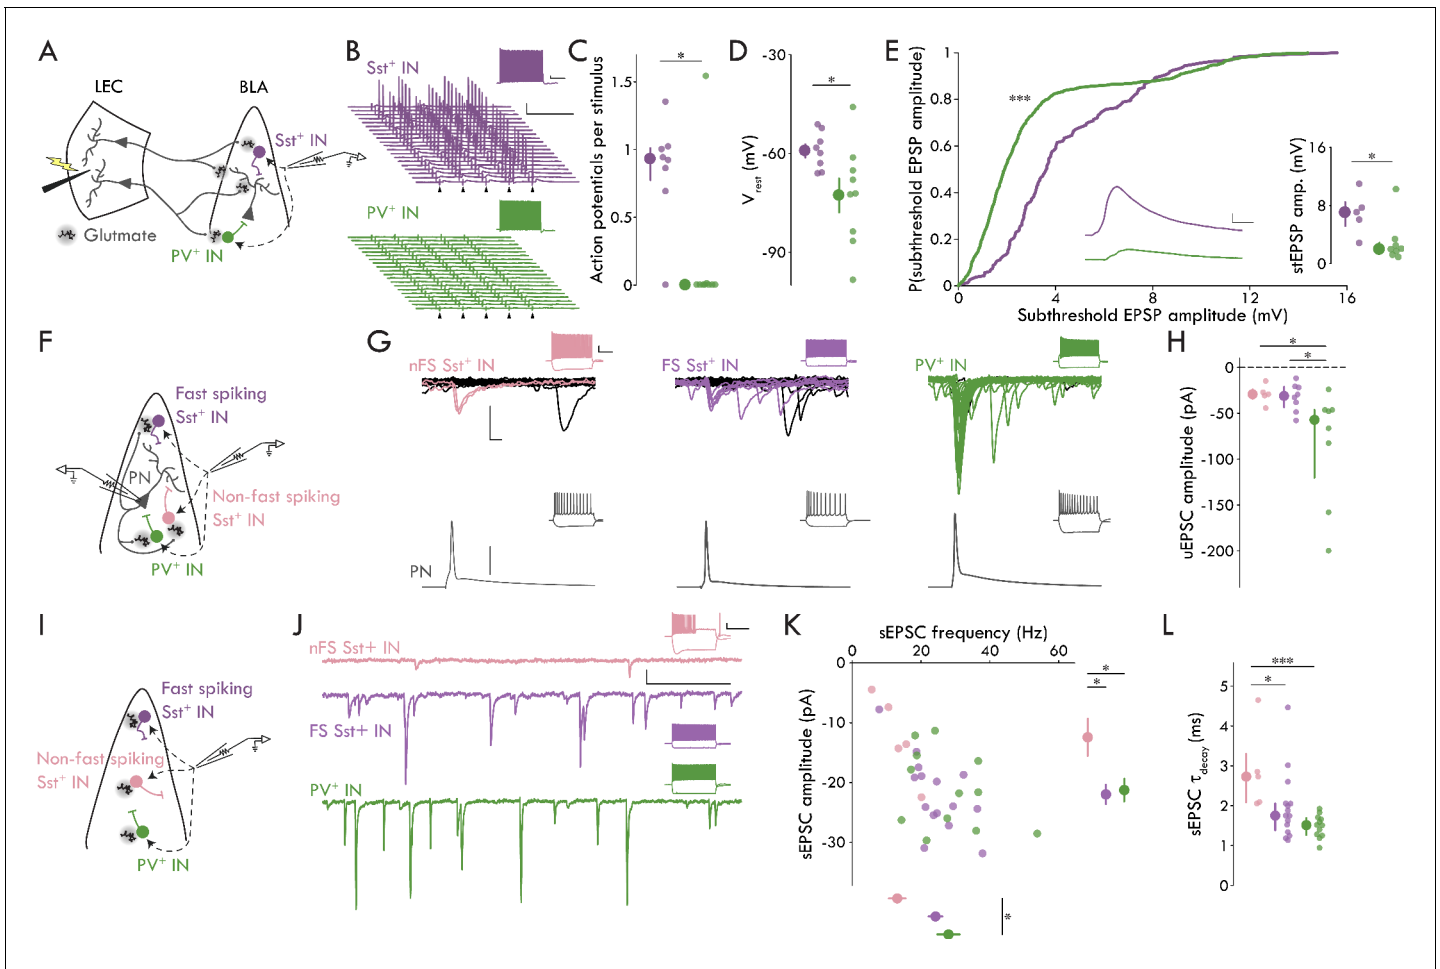 A
LEC
BLA
Sst+ IN
Glutmate
PV+ IN
B
Sst+ IN
PV+ IN
C
*
Action potentials per stimulus
1.5
1
0.5
0
D
*
Vrest (mV)
-30
-60
-90
E
P(subthreshold EPSP amplitude)
1
0.8
0.6
0.4
0.2
0
***
0
4
8
12
16
Subthreshold EPSP amplitude (mV)
stEPSP amp. (mV)
16
8
0
*
F
Fast spiking
Sst+ IN
PN
Non-fast spiking
Sst+ IN
PV+ IN
G
nFS Sst+ IN
FS Sst+ IN
PV+ IN
PN
H
*
*
uEPSC amplitude (pA)
0
-50
-100
-150
-200
I
Fast spiking
Sst+ IN
Non-fast spiking
Sst+ IN
PV+ IN
J
nFS Sst+ IN
FS Sst+ IN
PV+ IN
K
sEPSC frequency (Hz)
0
20
40
60
0
-10
-20
-30
sEPSC amplitude (pA)
*
*
*
L
***
*
sEPSC τdecay (ms)
5
4
3
2
1
0